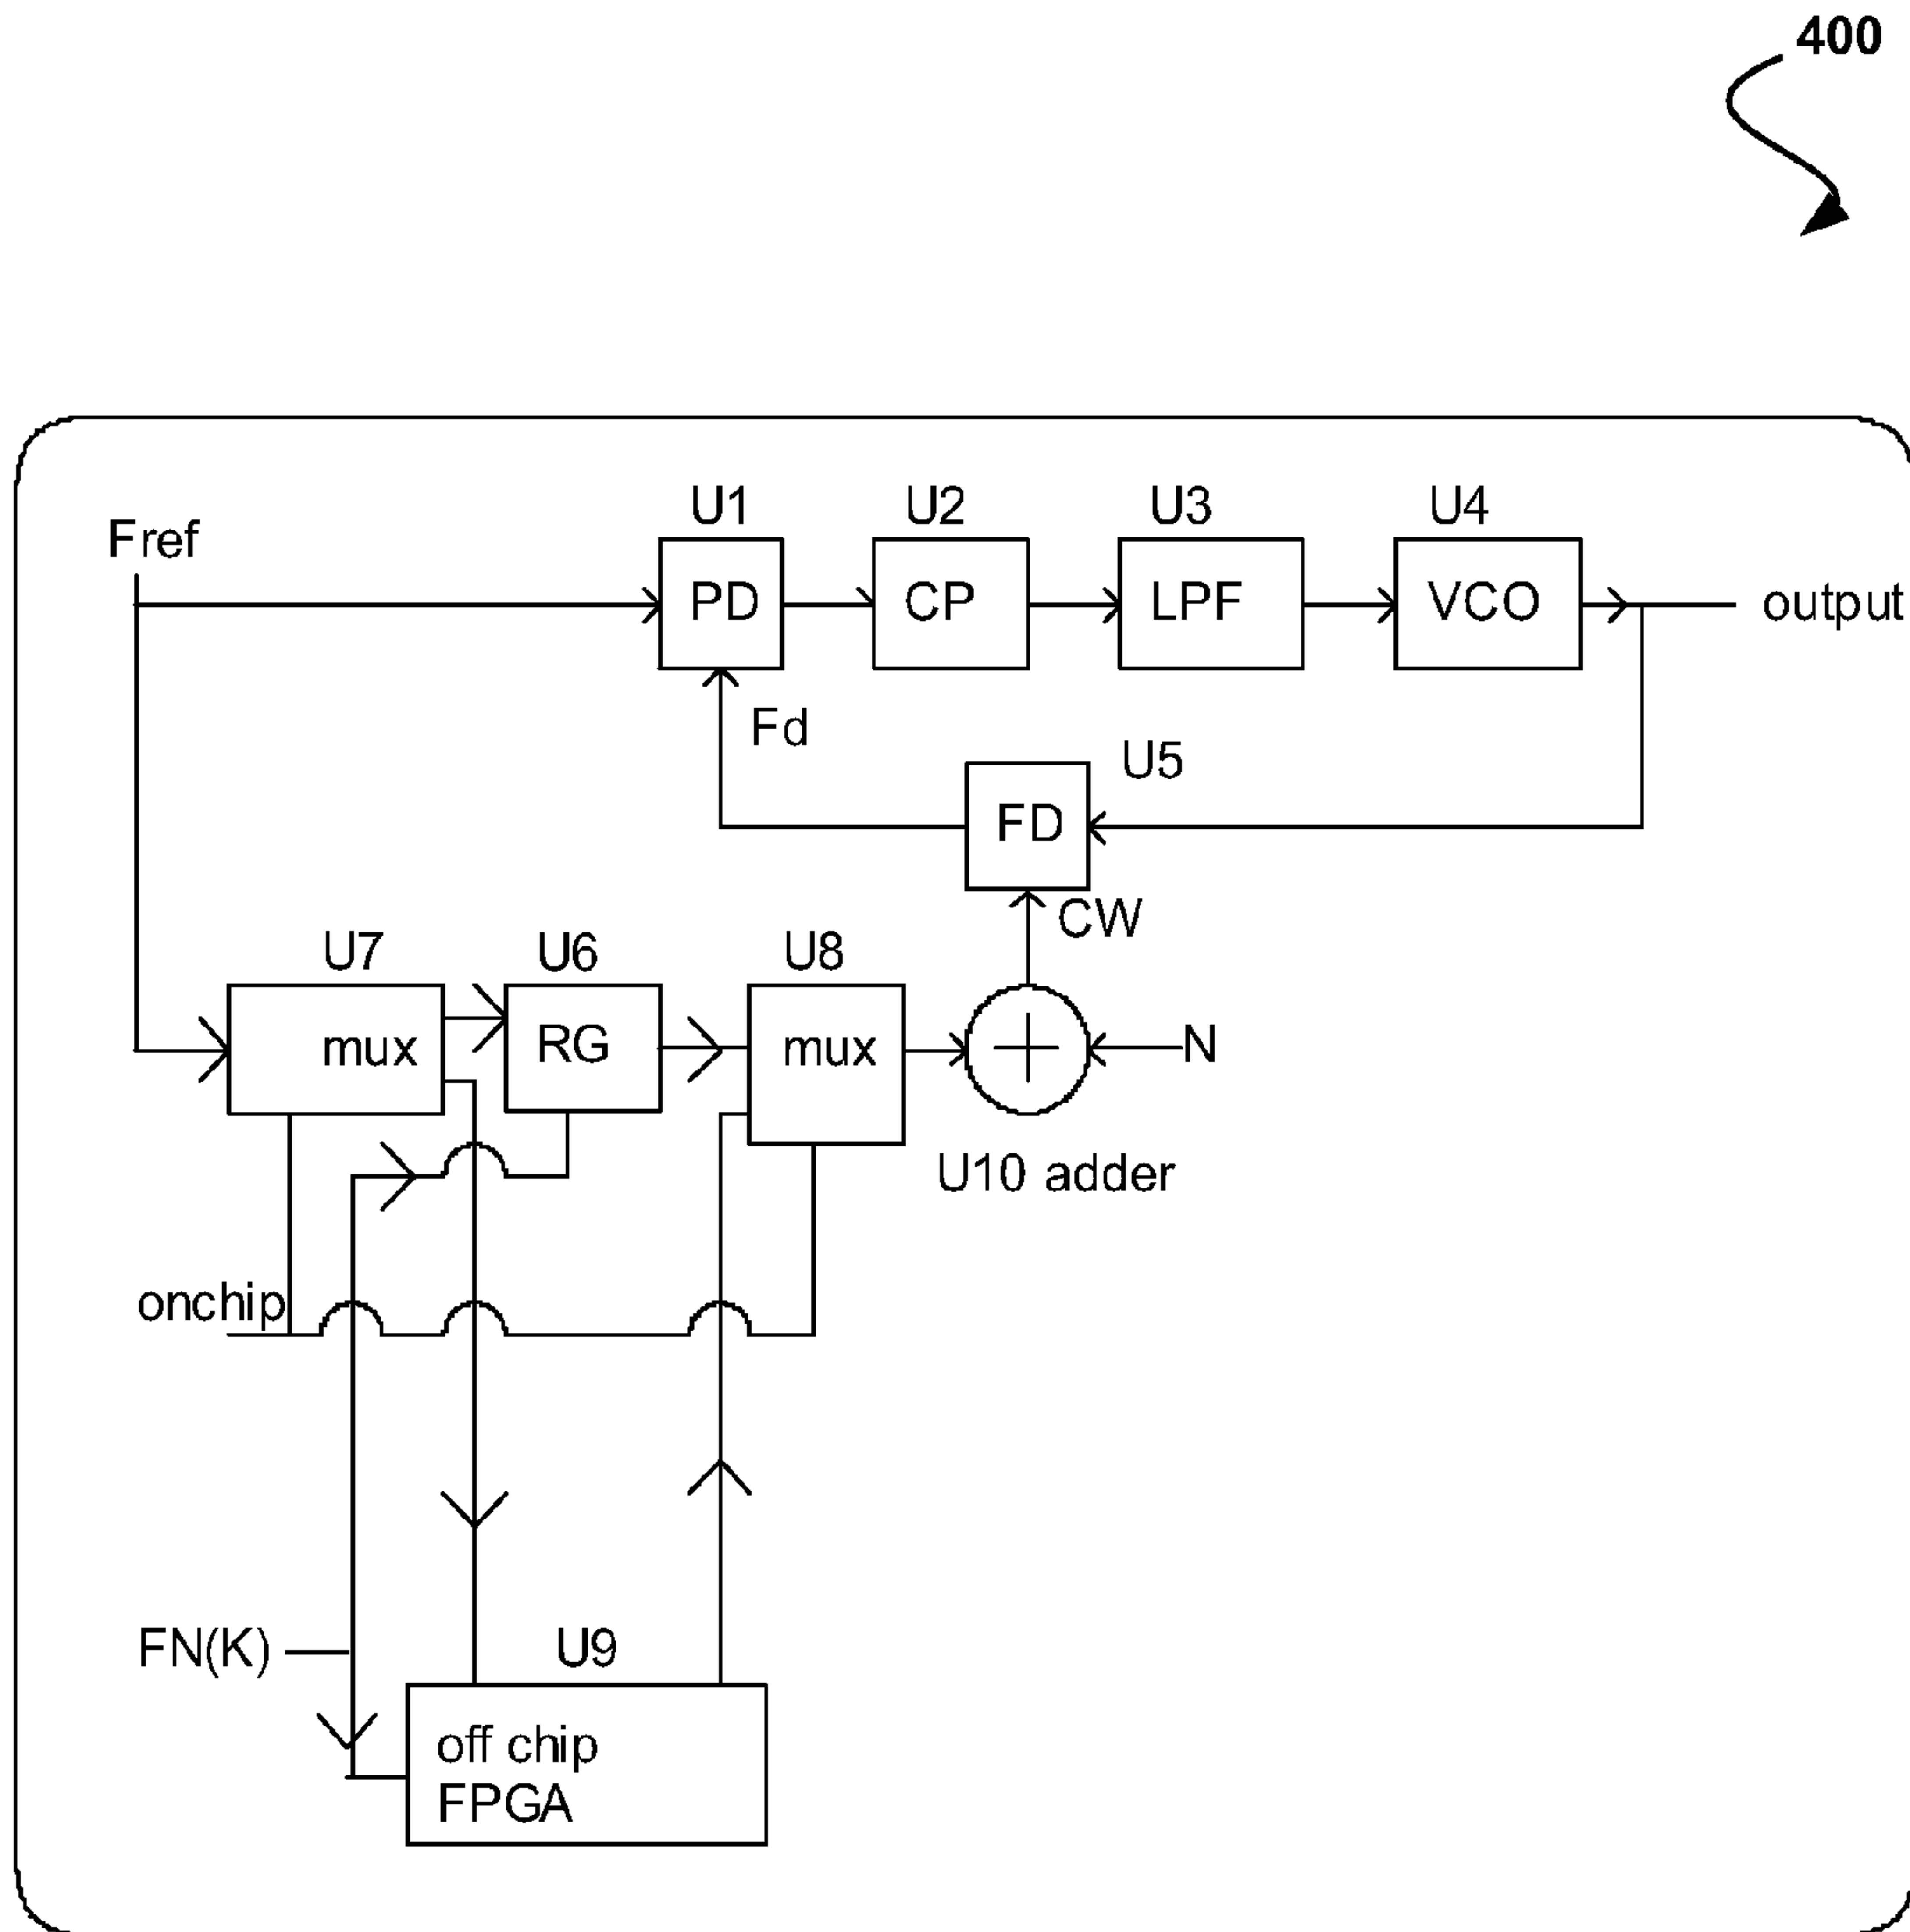 400
U1
U2
U3
U4
Fref
PD
CP
LPF
VCO
output
Fd
U5
FD
CW
U7
U6
U8
mux
RG
mux
N
U10 adder
onchip
FN(K)
U9
off chip
FPGA